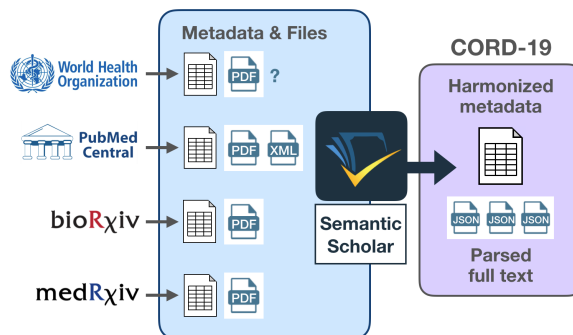 Metadata & Files
World Health
Organization
PDF
?
PubMed
Central
PDF
XML
bioRχiv
PDF
medRχiv
PDF
Semantic
Scholar
CORD-19
Harmonized
metadata
JSON
JSON
JSON
Parsed
full text